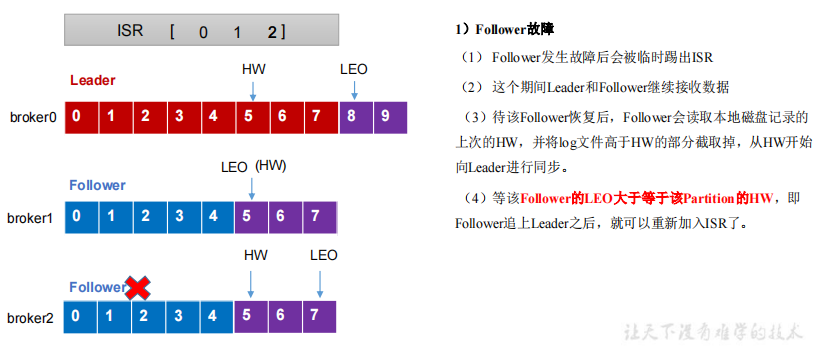 ISR [ 0 1 2 ]
HW LEO
Leader
broker0 0 1 2 3 4 5 6 7 8 9
LEO (HW)
Follower
broker1 0 1 2 3 4 5 6 7
HW LEO
Follower
broker2 0 1 2 3 4 5 6 7
1）Follower故障
（1） Follower发生故障后会被临时踢出ISR
（2） 这个期间Leader和Follower继续接收数据
（3）待该Follower恢复后，Follower会读取本地磁盘记录的
上次的HW，并将log文件高于HW的部分截取掉，从HW开始
向Leader进行同步。
（4）等该Follower的LEO大于等于该Partition的HW，即
Follower追上Leader之后，就可以重新加入ISR了。
让天下没有难学的技术